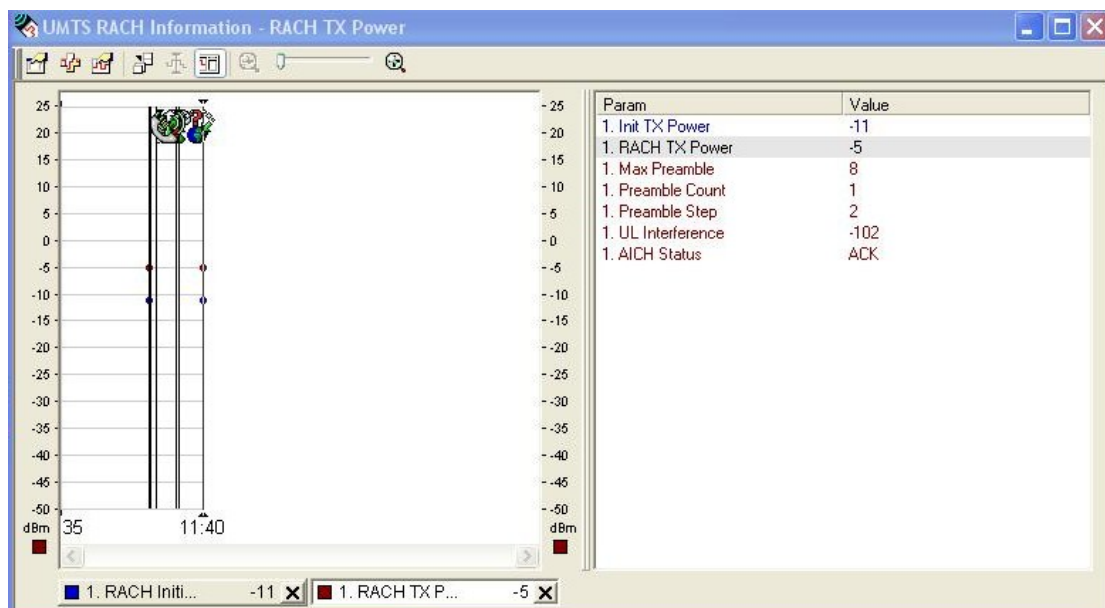 UMTS RACH Information - RACH TX Power
25
20
15
10
5
0
-5
-10
-15
-20
-25
-30
-35
-40
-45
-50
dBm
35 11:40
25
20
15
10
5
0
-5
-10
-15
-20
-25
-30
-35
-40
-45
-50
dBm
1. RACH Initi... -11
1. RACH TX P... -5
Param Value
1. Init TX Power -11
1. RACH TX Power -5
1. Max Preamble 8
1. Preamble Count 1
1. Preamble Step 2
1. UL Interference -102
1. AICH Status ACK